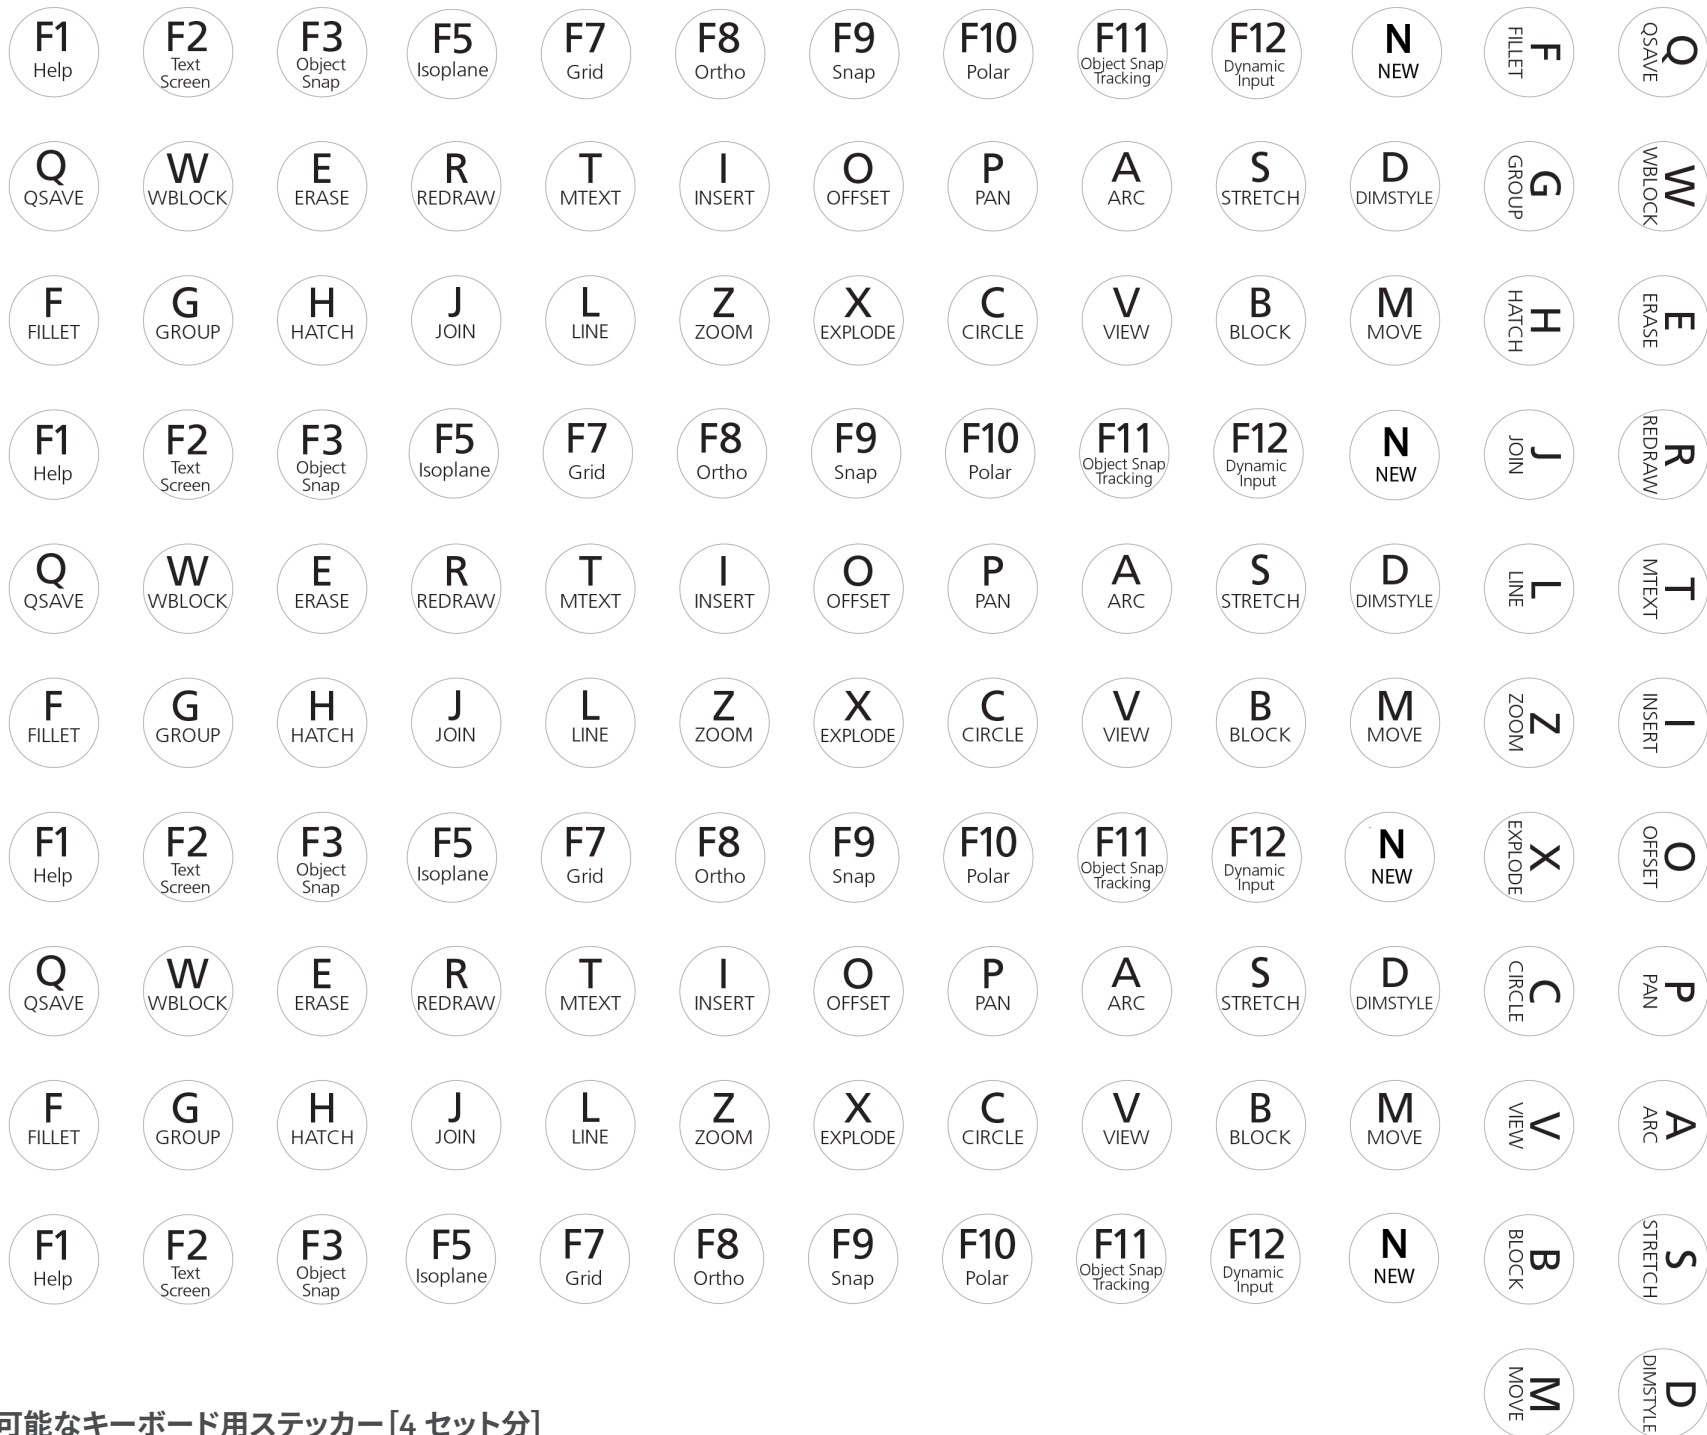 F1 Help F2 Text Screen F3 Object Snap F5 Isoplane F7 Grid F8 Ortho F9 Snap F10 Polar F11 Object Snap Tracking F12 Dynamic Input N NEW F FILLET Q QSAVE
Q QSAVE W WBLOCK E ERASE R REDRAW T MTEXT I INSERT O OFFSET P PAN A ARC S STRETCH D DIMSTYLE G GROUP W WBLOCK
F FILLET G GROUP H HATCH J JOIN L LINE Z ZOOM X EXPLODE C CIRCLE V VIEW B BLOCK M MOVE H HATCH E ERASE
F1 Help F2 Text Screen F3 Object Snap F5 Isoplane F7 Grid F8 Ortho F9 Snap F10 Polar F11 Object Snap Tracking F12 Dynamic Input N NEW J JOIN R REDRAW
Q QSAVE W WBLOCK E ERASE R REDRAW T MTEXT I INSERT O OFFSET P PAN A ARC S STRETCH D DIMSTYLE L LINE T MTEXT
F FILLET G GROUP H HATCH J JOIN L LINE Z ZOOM X EXPLODE C CIRCLE V VIEW B BLOCK M MOVE Z ZOOM I INSERT
F1 Help F2 Text Screen F3 Object Snap F5 Isoplane F7 Grid F8 Ortho F9 Snap F10 Polar F11 Object Snap Tracking F12 Dynamic Input N NEW X EXPLODE O OFFSET
Q QSAVE W WBLOCK E ERASE R REDRAW T MTEXT I INSERT O OFFSET P PAN A ARC S STRETCH D DIMSTYLE C CIRCLE P PAN
F FILLET G GROUP H HATCH J JOIN L LINE Z ZOOM X EXPLODE C CIRCLE V VIEW B BLOCK M MOVE V VIEW A ARC
F1 Help F2 Text Screen F3 Object Snap F5 Isoplane F7 Grid F8 Ortho F9 Snap F10 Polar F11 Object Snap Tracking F12 Dynamic Input N NEW B BLOCK S STRETCH
M MOVE D DIMSTYLE
可能なキーボード用ステッカー [4 セット分]